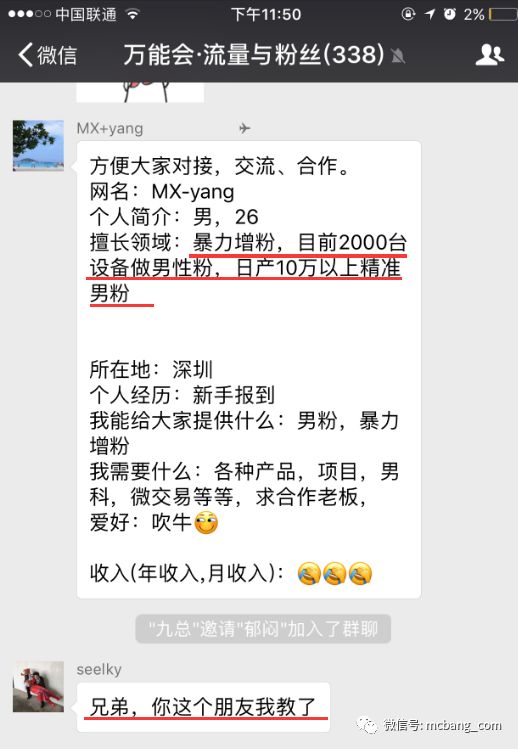 中国联通
下午11:50
2%
微信
万能会·流量与粉丝(338)
MX+yang
方便大家对接，交流、合作。
网名：MX-yang
个人简介：男，26
擅长领域：暴力增粉，目前2000台
设备做男性粉，日产10万以上精准
男粉
所在地：深圳
个人经历：新手报到
我能给大家提供什么：男粉，暴力
增粉
我需要什么：各种产品，项目，男
科，微交易等等，求合作老板，
爱好：吹牛
收入(年收入,月收入)：
"九总"邀请"郁闷"加入了群聊
seelky
兄弟，你这个朋友我教了
微信号: mcbang_com